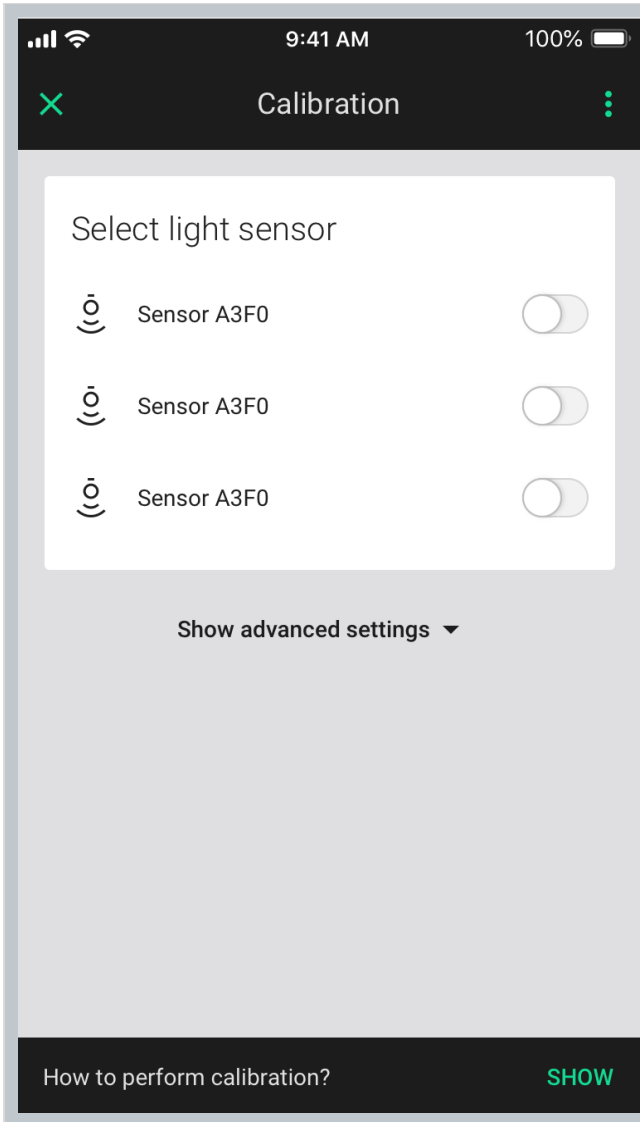 9:41 AM 100%
Calibration
Select light sensor
Sensor A3F0
Sensor A3F0
Sensor A3F0
Show advanced settings
How to perform calibration? SHOW